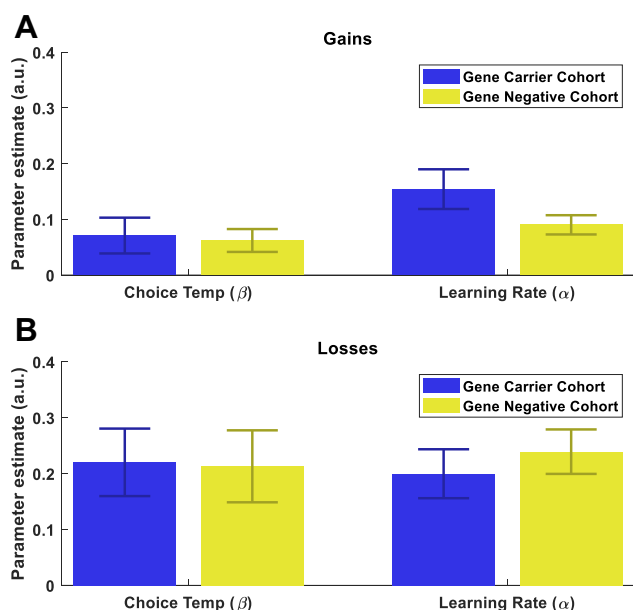 A
Gains
Parameter estimate (a.u.)
0.4
0.3
0.2
0.1
0
Gene Carrier Cohort
Gene Negative Cohort
Choice Temp (β)
Learning Rate (α)
B
Losses
Parameter estimate (a.u.)
0.4
0.3
0.2
0.1
0
Gene Carrier Cohort
Gene Negative Cohort
Choice Temp (β)
Learning Rate (α)